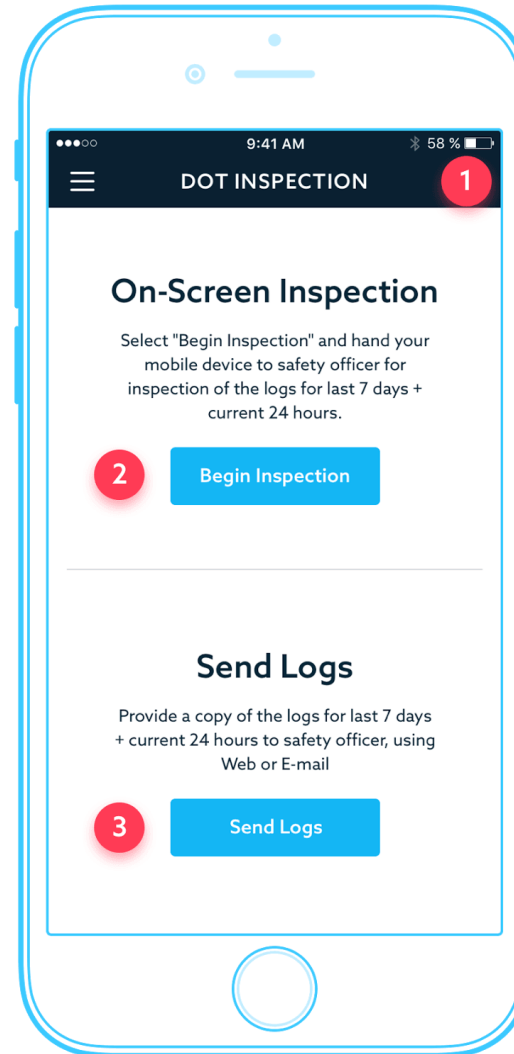 9:41 AM
58 %
DOT INSPECTION
1
On-Screen Inspection
Select "Begin Inspection" and hand your
mobile device to safety officer for
inspection of the logs for last 7 days +
current 24 hours.
2
Begin Inspection
Send Logs
Provide a copy of the logs for last 7 days
+ current 24 hours to safety officer, using
Web or E-mail
3
Send Logs